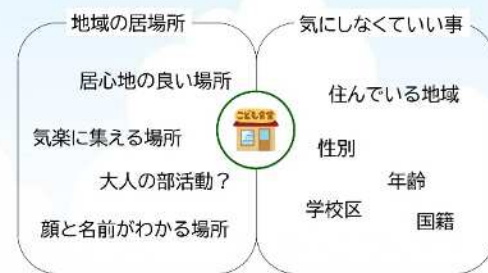 地域の居場所
居心地の良い場所
気楽に集える場所
大人の部活動？
顔と名前がわかる場所
こども食堂
気にしなくていい事
住んでいる地域
性別
年齢
学校区
国籍